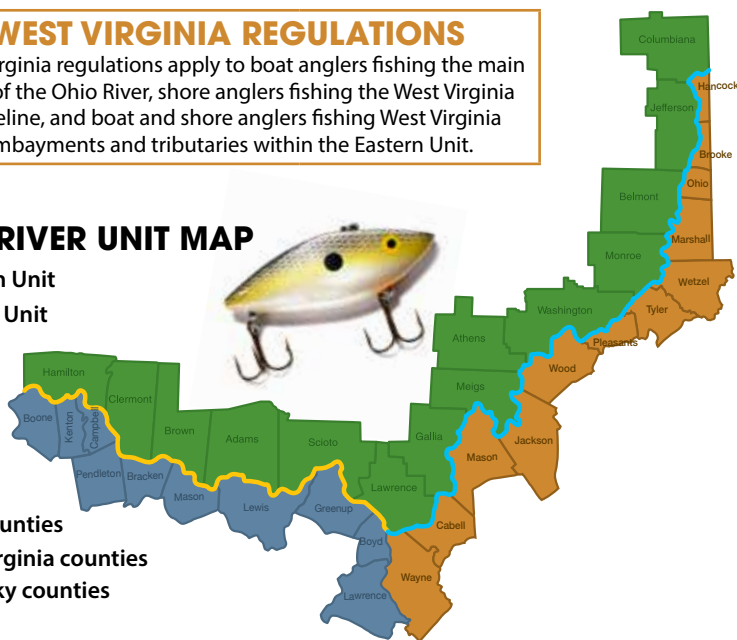 WEST VIRGINIA REGULATIONS
rginia regulations apply to boat anglers fishing the main
of the Ohio River, shore anglers fishing the West Virginia
eline, and boat and shore anglers fishing West Virginia
mbayments and tributaries within the Eastern Unit.
RIVER UNIT MAP
n Unit
Unit
Columbiana
Hancock
Jefferson
Brooke
Ohio
Belmont
Marshall
Monroe
Wetzel
Washington
Tyler
Pleasants
Athens
Wood
Meigs
Jackson
Gallia
Mason
Hamilton
Clermont
Brown
Adams
Scioto
Lawrence
Cabell
Boone
Kenton
Campbell
Pendleton
Bracken
Mason
Lewis
Greenup
Boyd
Wayne
Lawrence
unties
rginia counties
ky counties